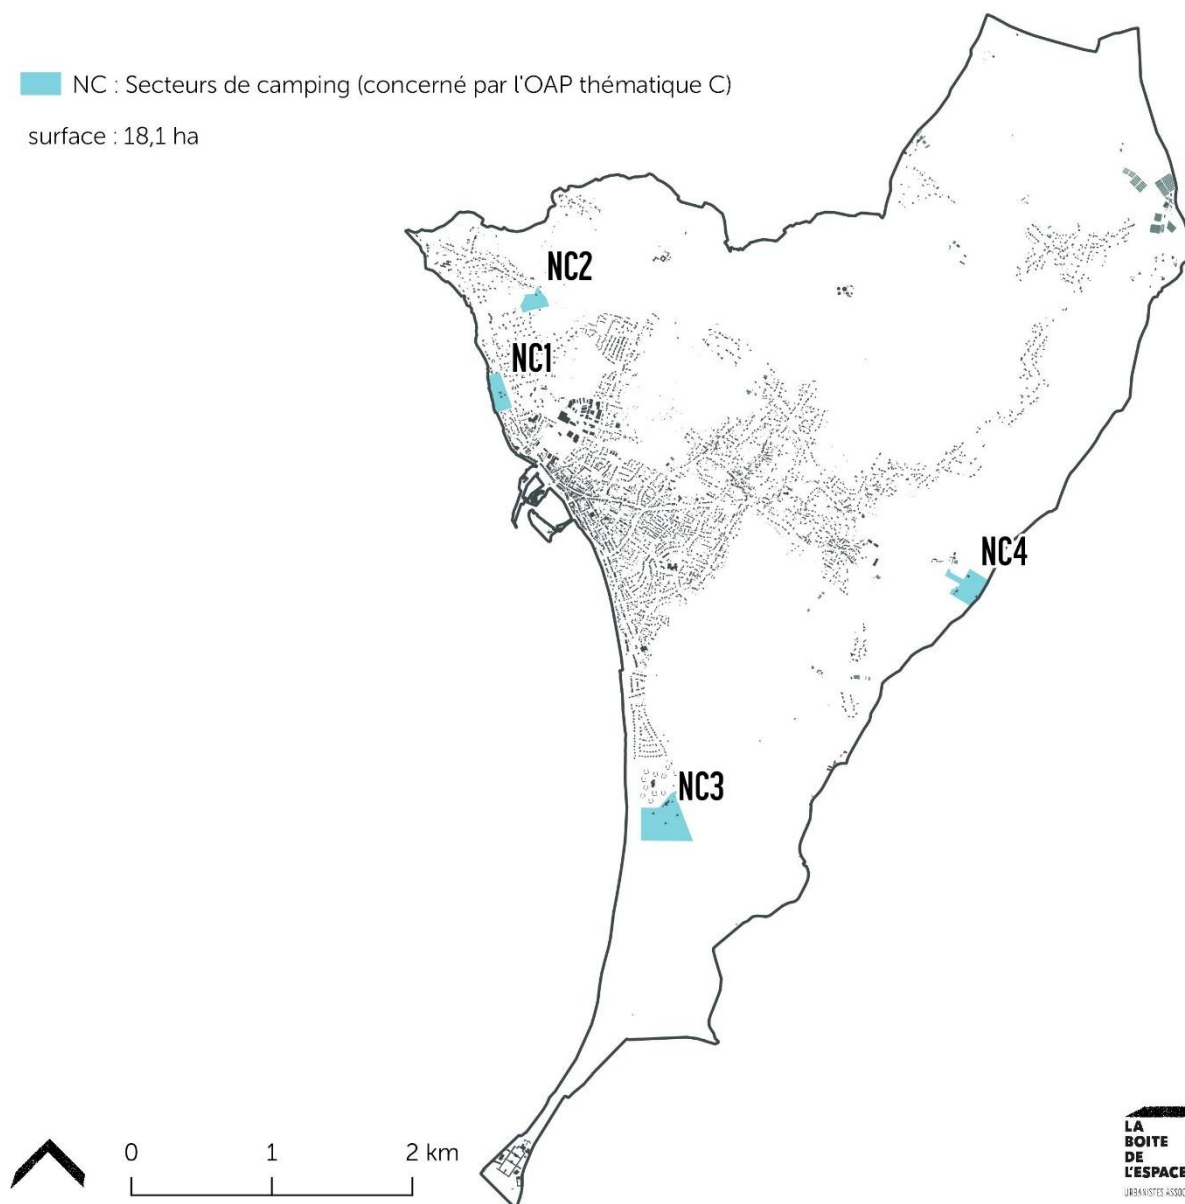 NC : Secteurs de camping (concerné par l'OAP thématique C)
surface : 18,1 ha
NC2
NC1
NC4
NC3
0 1 2 km
LA
BOITE
DE
L'ESPACE